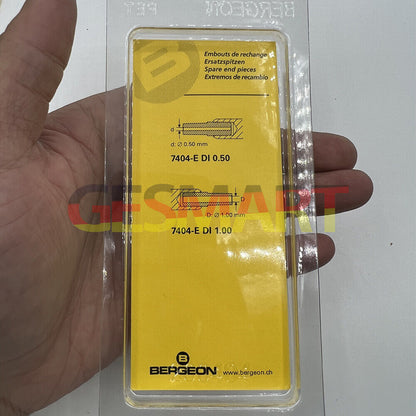 BERGEON
PET
B
Embouts de rechange
Ersatzspitzen
Spare end pieces
Extremos de recambio
d
d: Ø 0.50 mm
7404-E DI 0.50
GESMART
D
D: Ø 1.00 mm
7404-E DI 1.00
B
BERGEON
www.bergeon.ch